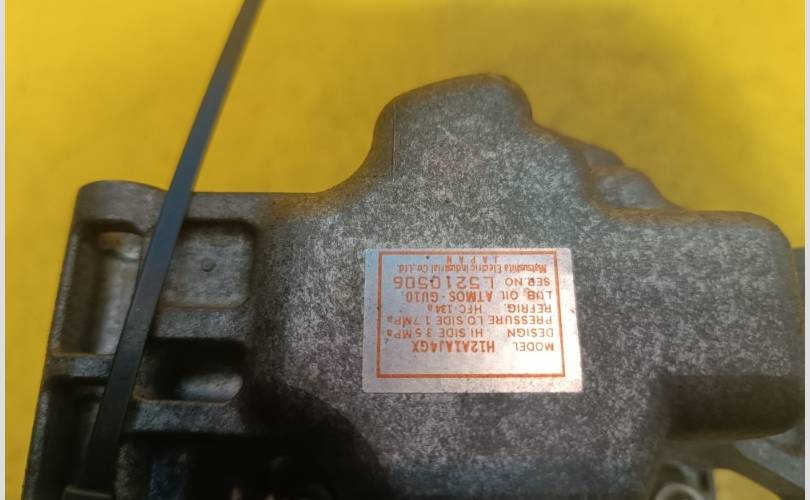 MODEL H12A1AJ4GX
DESIGN HI SIDE 3.5MPa
PRESSURE LO SIDE 1.7MPa
REFRIG. HFC-134a
LUB. OIL ATMOS-GU10.
SER NO. L5210506
Matsushita Electric Industrial Co.,Ltd.
JAPAN